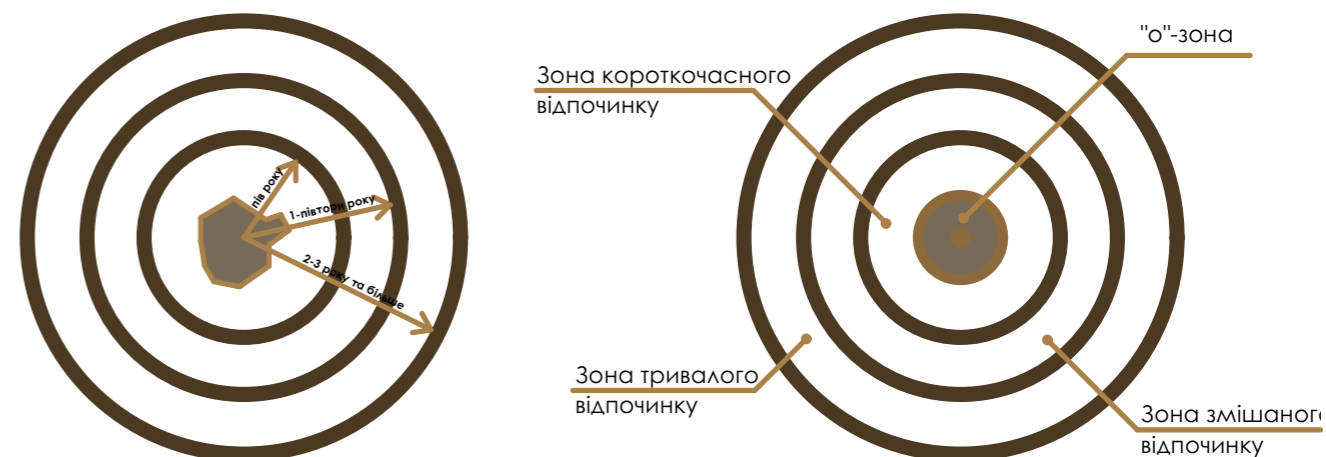 пів року
1-півтори року
2-3 року та більше
"о"-зона
Зона короткочасного
відпочинку
Зона тривалого
відпочинку
Зона змішаного
відпочинку